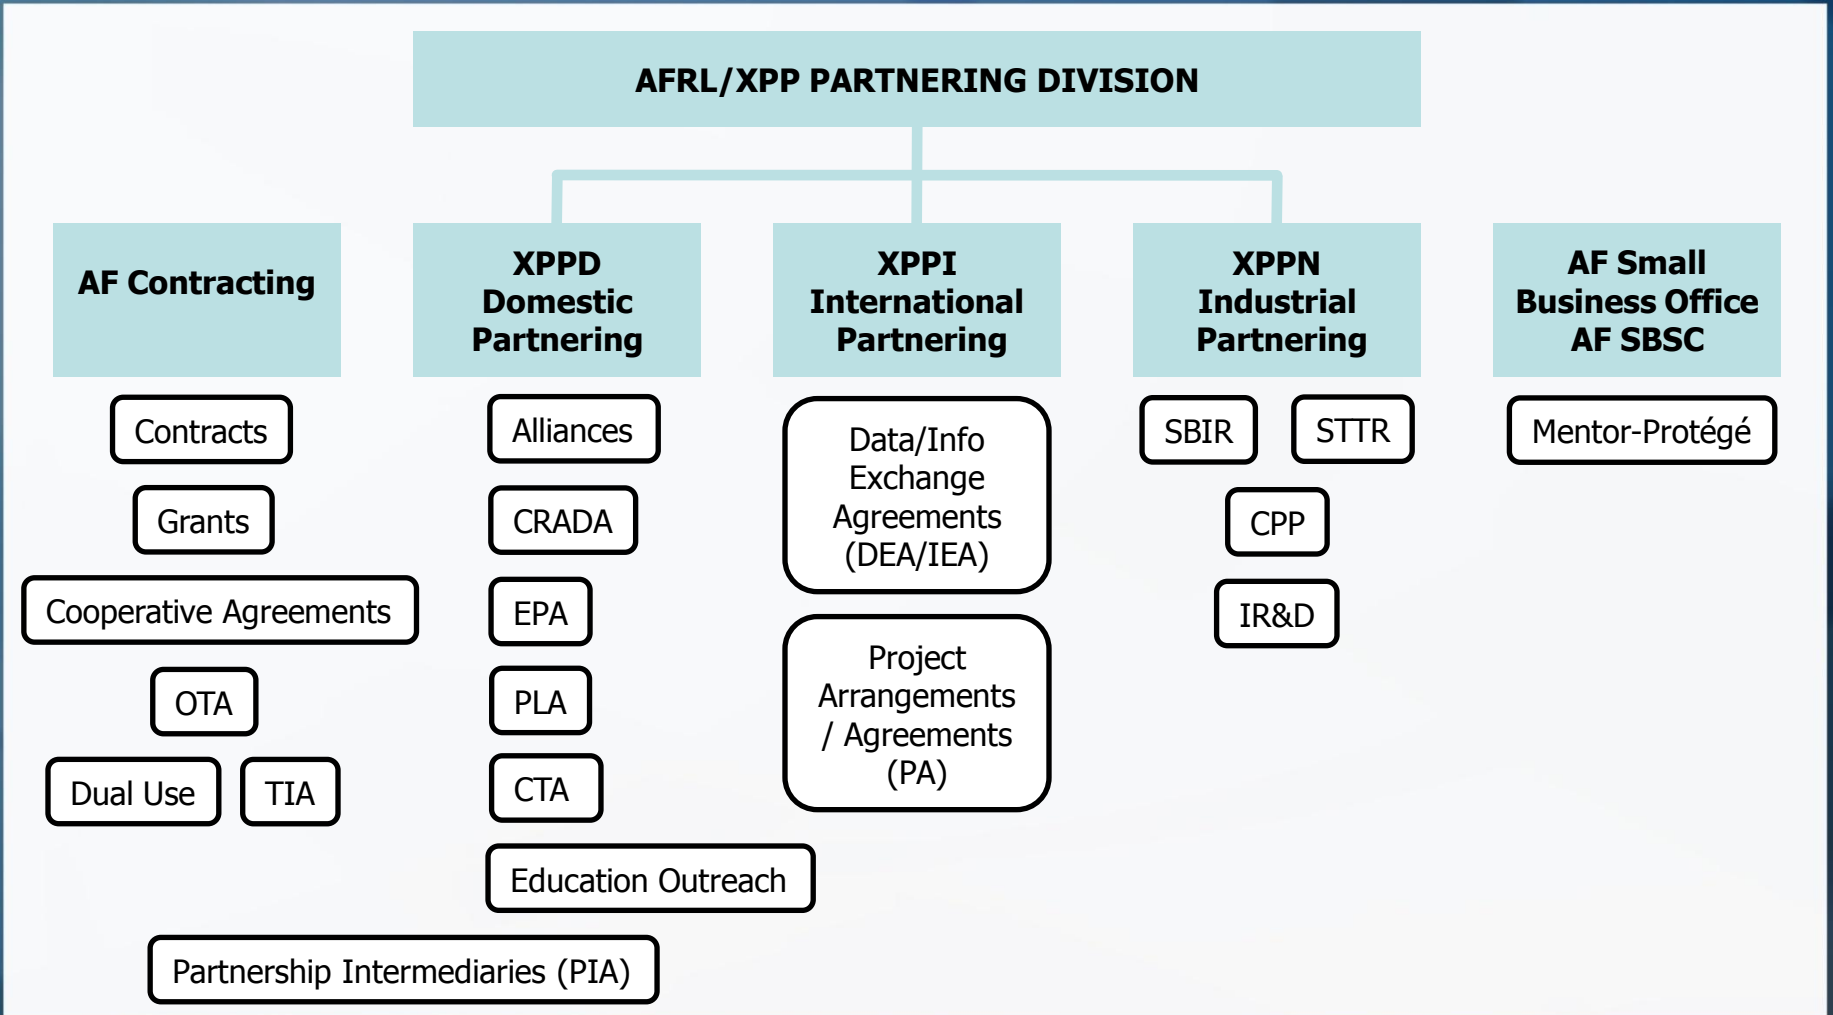 AFRL/XPP PARTNERING DIVISION
AF Contracting
XPPD
Domestic
Partnering
XPPI
International
Partnering
XPPN
Industrial
Partnering
AF Small
Business Office
AF SBSC
Contracts
Grants
Cooperative Agreements
OTA
Dual Use
TIA
Alliances
CRADA
EPA
PLA
CTA
Education Outreach
Partnership Intermediaries (PIA)
Data/Info
Exchange
Agreements
(DEA/IEA)
Project
Arrangements
/ Agreements
(PA)
SBIR
STTR
CPP
IR&D
Mentor-Protégé